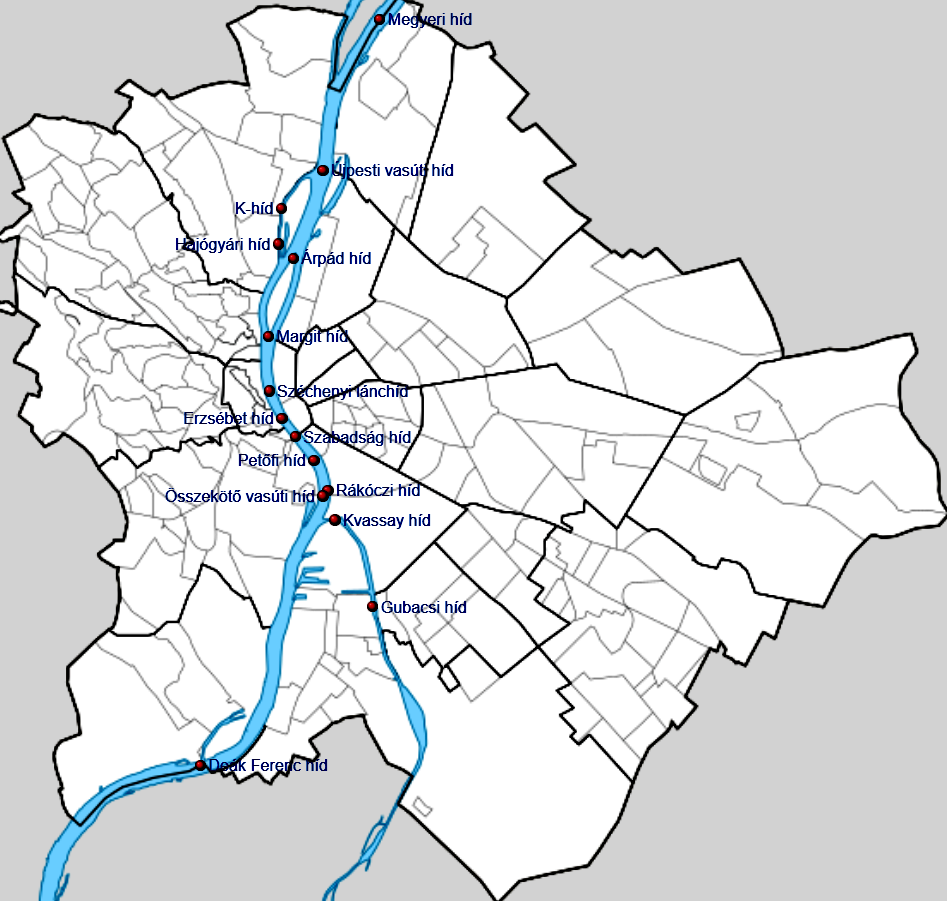 Megyeri híd
Újpesti vasúti híd
K-híd
Hajógyári híd
Árpád híd
Margit híd
Széchenyi lánchíd
Erzsébet híd
Szabadság híd
Petőfi híd
Rákóczi híd
Összekötő vasúti híd
Kvassay híd
Gubacsi híd
Deák Ferenc híd